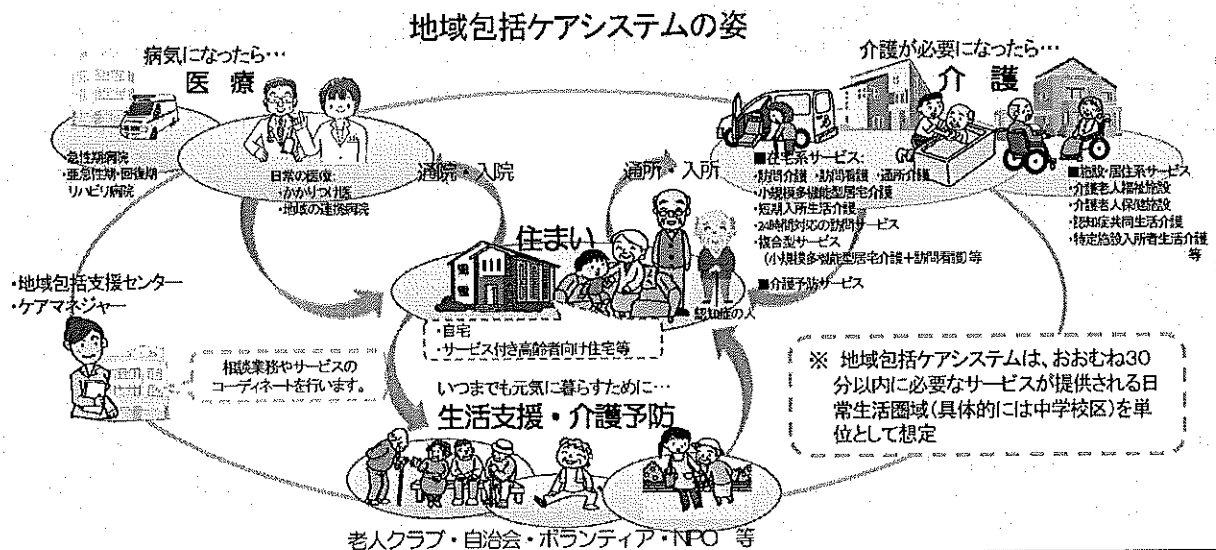 地域包括ケアシステムの姿
病気になったら…
医 療
・急性期病院
・亜急性期・回復期
リハビリ病院
日常の医療:
・かかりつけ医
・地域の連携病院
通院・入院
通所・入所
介護が必要になったら…
介 護
■在宅系サービス:
・訪問介護・訪問看護・通所介護
・小規模多機能型居宅介護
・短期入所生活介護
・24時間対応の訪問サービス
・複合型サービス
(小規模多機能型居宅介護+訪問看護)等
■介護予防サービス
■施設・居住系サービス
・介護老人福祉施設
・介護老人保健施設
・認知症共同生活介護
・特定施設入所者生活介護
等
住まい
認知症の人
・自宅
・サービス付き高齢者向け住宅等
・地域包括支援センター
・ケアマネジャー
相談業務やサービスの
コーディネートを行います。
いつまでも元気に暮らすために…
生活支援・介護予防
老人クラブ・自治会・ボランティア・NPO 等
※ 地域包括ケアシステムは、おおむね30
分以内に必要なサービスが提供される日
常生活圏域(具体的には中学校区)を単
位として想定